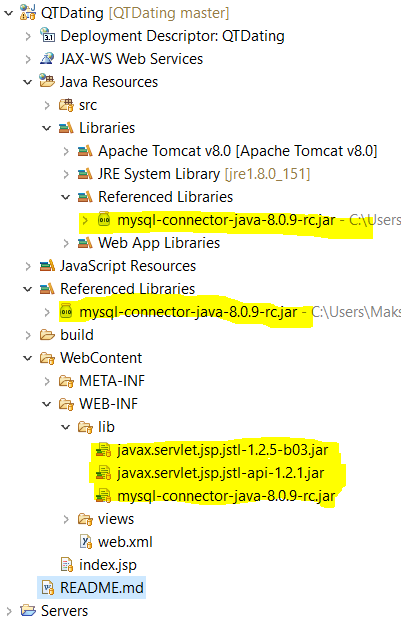 QTDating [QTDating master]
Deployment Descriptor: QTDating
JAX-WS Web Services
Java Resources
src
Libraries
Apache Tomcat v8.0 [Apache Tomcat v8.0]
JRE System Library [jre1.8.0_151]
Referenced Libraries
mysql-connector-java-8.0.9-rc.jar - C:\Users
Web App Libraries
JavaScript Resources
Referenced Libraries
mysql-connector-java-8.0.9-rc.jar - C:\Users\Maks
build
WebContent
META-INF
WEB-INF
lib
javax.servlet.jsp.jstl-1.2.5-b03.jar
javax.servlet.jsp.jstl-api-1.2.1.jar
mysql-connector-java-8.0.9-rc.jar
views
web.xml
index.jsp
README.md
Servers